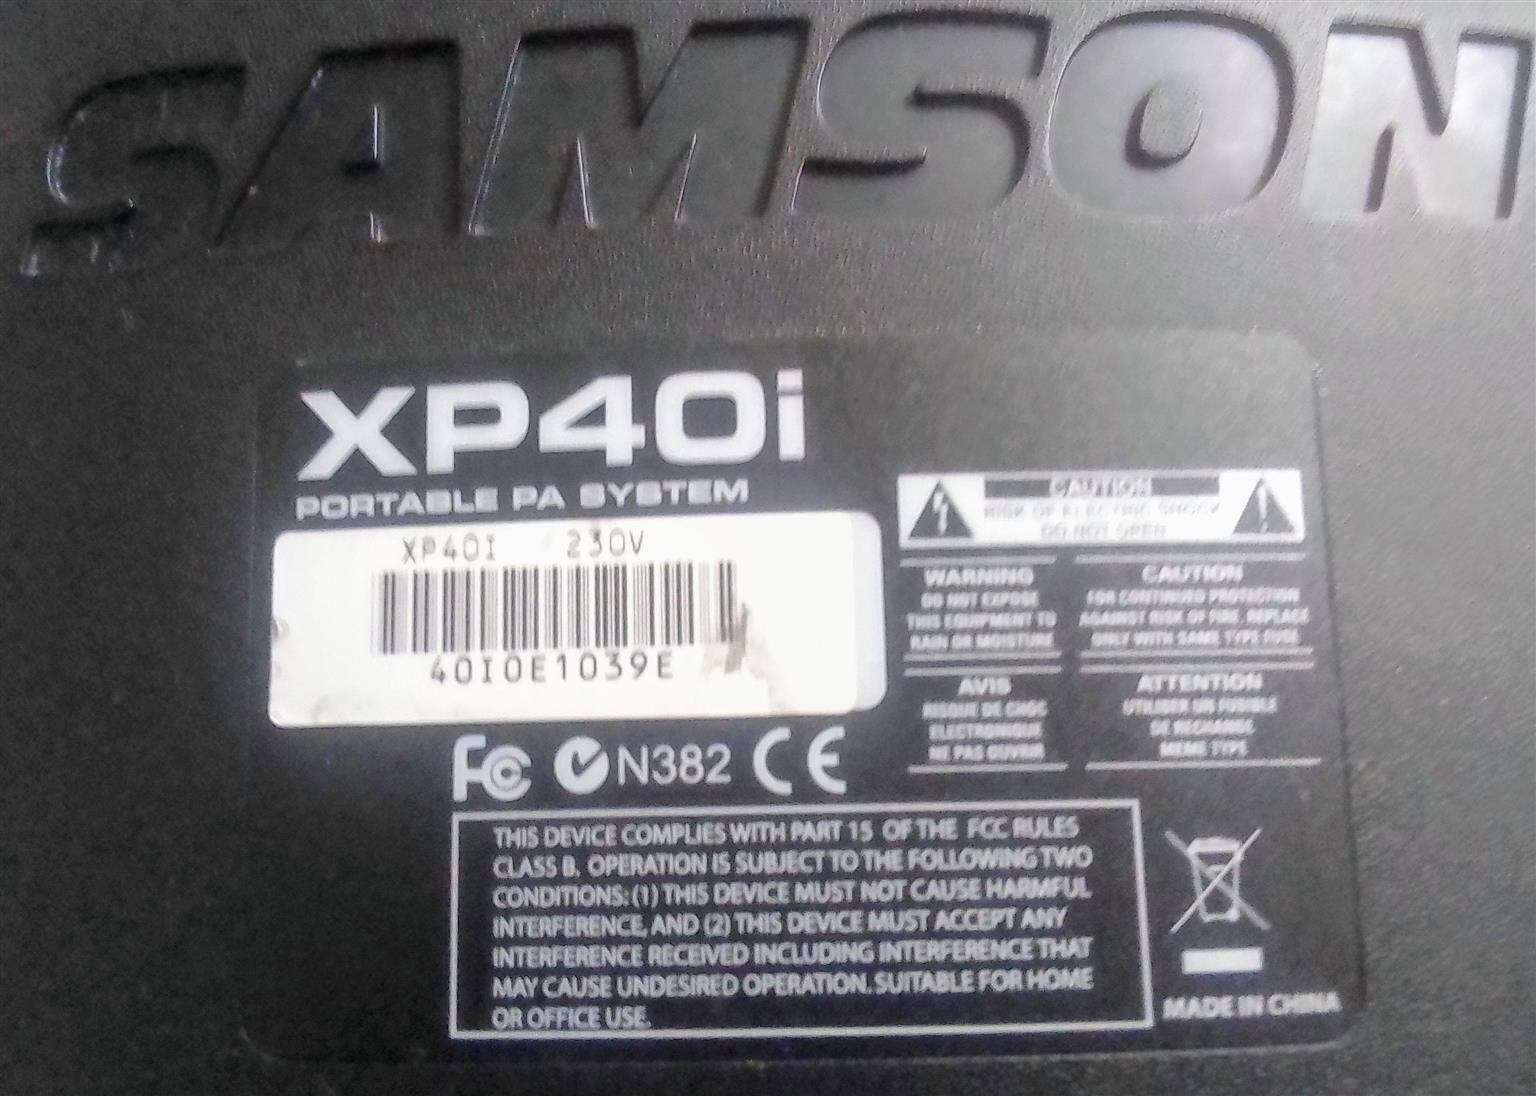 SAMSON
XP40i
PORTABLE PA SYSTEM
XP40I 230V
40I0E1039E
CAUTION
RISK OF ELECTRIC SHOCK
DO NOT OPEN
WARNING
DO NOT EXPOSE
THIS EQUIPMENT TO
RAIN OR MOISTURE
CAUTION
FOR CONTINUED PROTECTION
AGAINST RISK OF FIRE, REPLACE
ONLY WITH SAME TYPE FUSE
AVIS
RISQUE DE CHOC
ELECTRONIQUE
NE PAS OUVRIR
ATTENTION
UTILISER UN FUSIBLE
DE RECHANGE
MEME TYPE
FC N382 CE
THIS DEVICE COMPLIES WITH PART 15 OF THE FCC RULES
CLASS B. OPERATION IS SUBJECT TO THE FOLLOWING TWO
CONDITIONS: (1) THIS DEVICE MUST NOT CAUSE HARMFUL
INTERFERENCE, AND (2) THIS DEVICE MUST ACCEPT ANY
INTERFERENCE RECEIVED INCLUDING INTERFERENCE THAT
MAY CAUSE UNDESIRED OPERATION. SUITABLE FOR HOME
OR OFFICE USE.
MADE IN CHINA